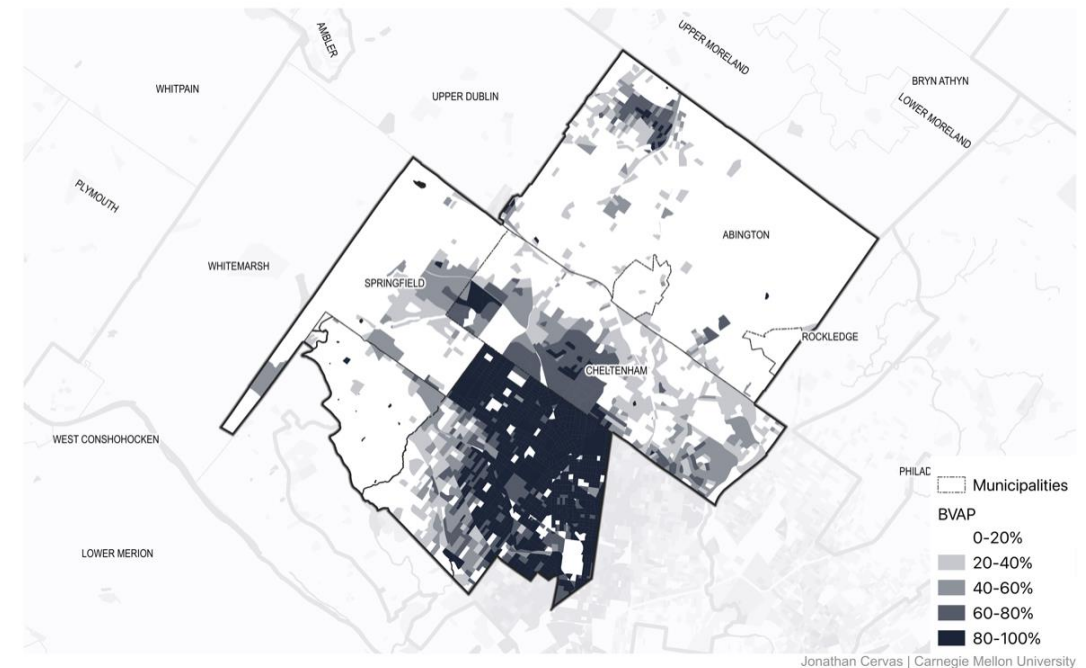 AMBLER
UPPER MORELAND
WHITPAIN
UPPER DUBLIN
BRYN ATHYN
LOWER MORELAND
PLYMOUTH
ABINGTON
WHITEMARSH
SPRINGFIELD
ROCKLEDGE
CHELTENHAM
WEST CONSHOHOCKEN
PHILAD
LOWER MERION
Municipalities
BVAP
0-20%
20-40%
40-60%
60-80%
80-100%
Jonathan Cervas | Carnegie Mellon University